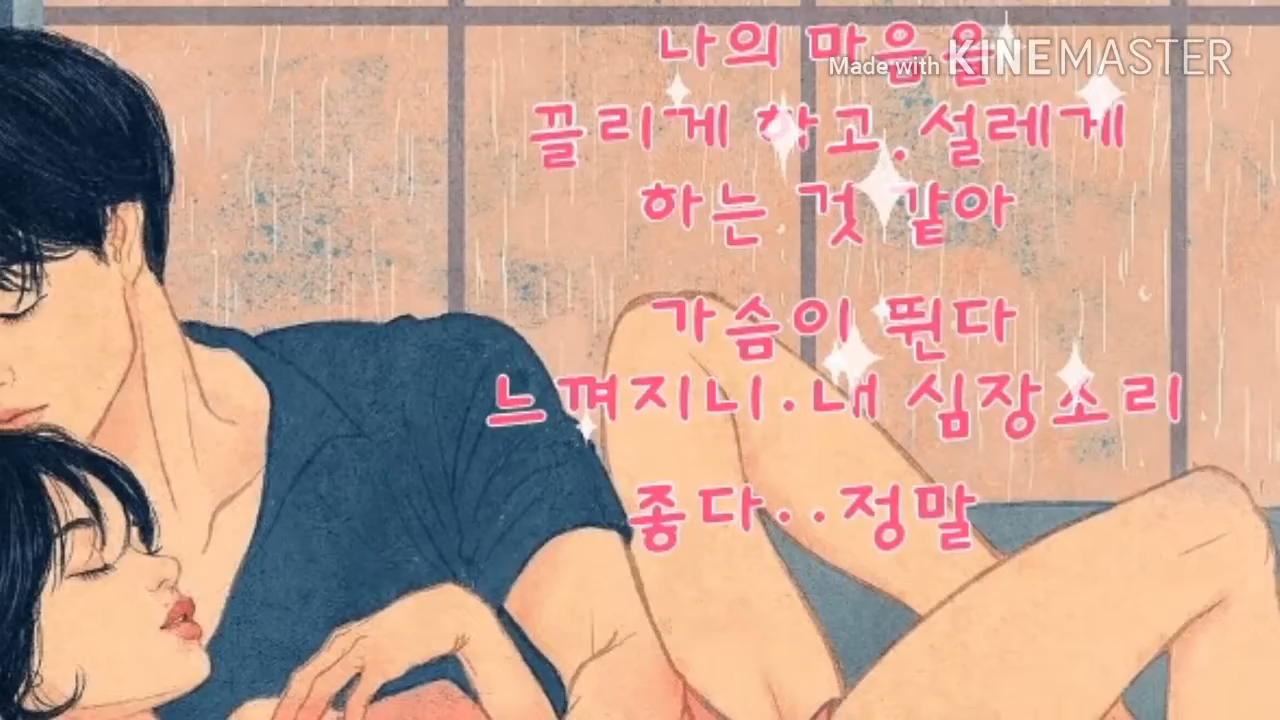 나의 마음을
Made with KINEMASTER
끌리게 하고, 설레게
하는 것 같아
가슴이 뛴다
느껴지니.내 심장소리
좋다..정말